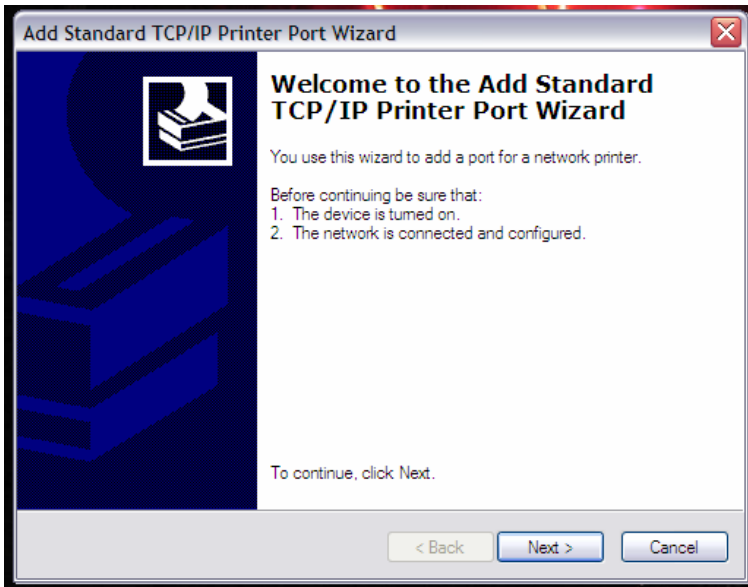 Add Standard TCP/IP Printer Port Wizard
Welcome to the Add Standard
TCP/IP Printer Port Wizard
You use this wizard to add a port for a network printer.
Before continuing be sure that:
1. The device is turned on.
2. The network is connected and configured.
To continue, click Next.
< Back
Next >
Cancel